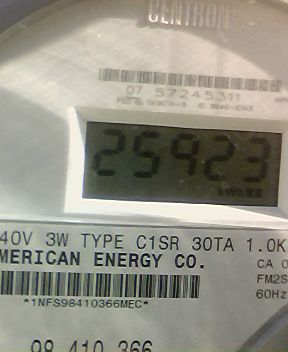 CENTRON
07 57245311
25923
kWh
40V 3W TYPE C1SR 30TA 1.0K
MERICAN ENERGY CO.
CA 0
FM2S
60Hz
*1NFS98410366MEC*
98 410 366